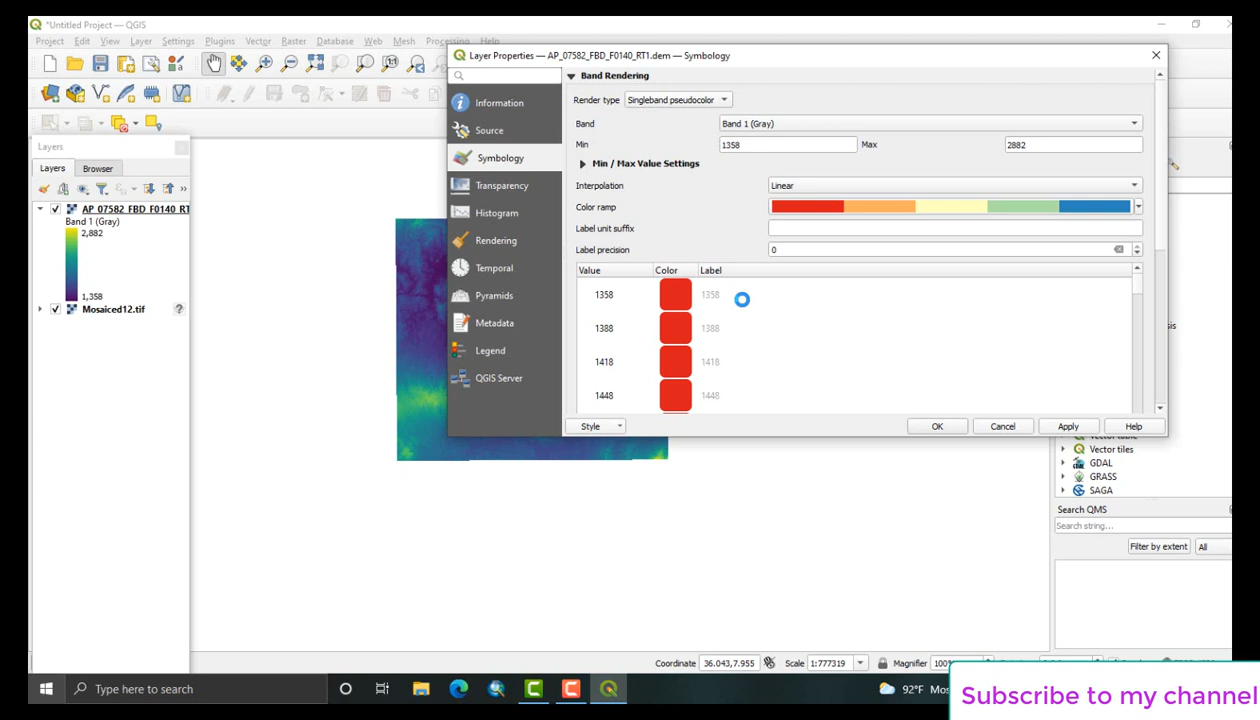 *Untitled Project — QGIS
Project Edit View Layer Settings Plugins Vector Raster Database Web Mesh Processing Help
Layer Properties — AP_07582_FBD_F0140_RT1.dem — Symbology
Information
Source
Symbology
Transparency
Histogram
Rendering
Temporal
Pyramids
Metadata
Legend
QGIS Server
Band Rendering
Render type Singleband pseudocolor
Band Band 1 (Gray)
Min 1358 Max 2882
Min / Max Value Settings
Interpolation Linear
Color ramp
Label unit suffix
Label precision 0
Value Color Label
1358 1358
1388 1388
1418 1418
1448 1448
Style OK Cancel Apply Help
Layers
Layers Browser
AP_07582_FBD_F0140_RT
Band 1 (Gray)
2,882
1,358
Mosaiced12.tif ?
Vector tiles
GDAL
GRASS
SAGA
Search QMS
Search string...
Filter by extent All
Coordinate 36.043,7.955 Scale 1:777319 Magnifier 100%
Type here to search
92°F Mos
Subscribe to my channel